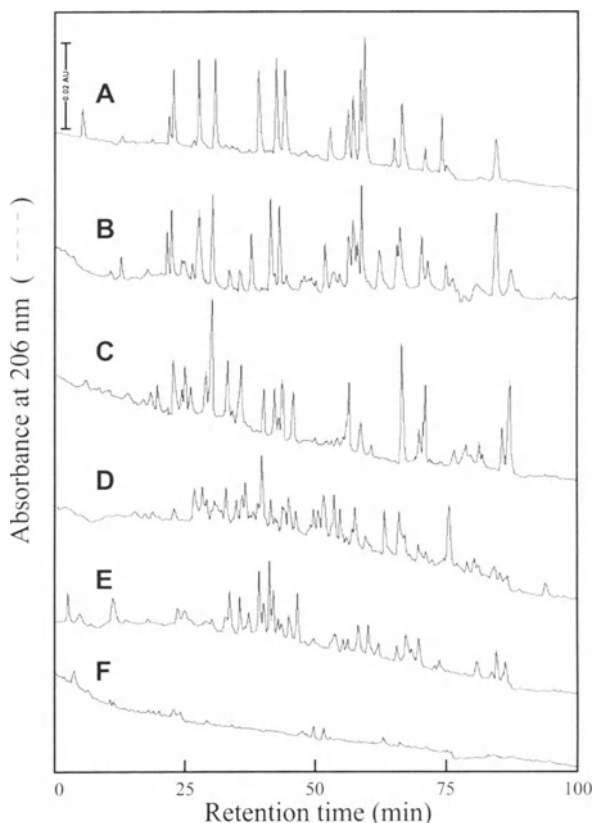 0.02 AU
A
B
C
D
E
F
Absorbance at 206 nm ( ---- )
0 25 50 75 100
Retention time (min)